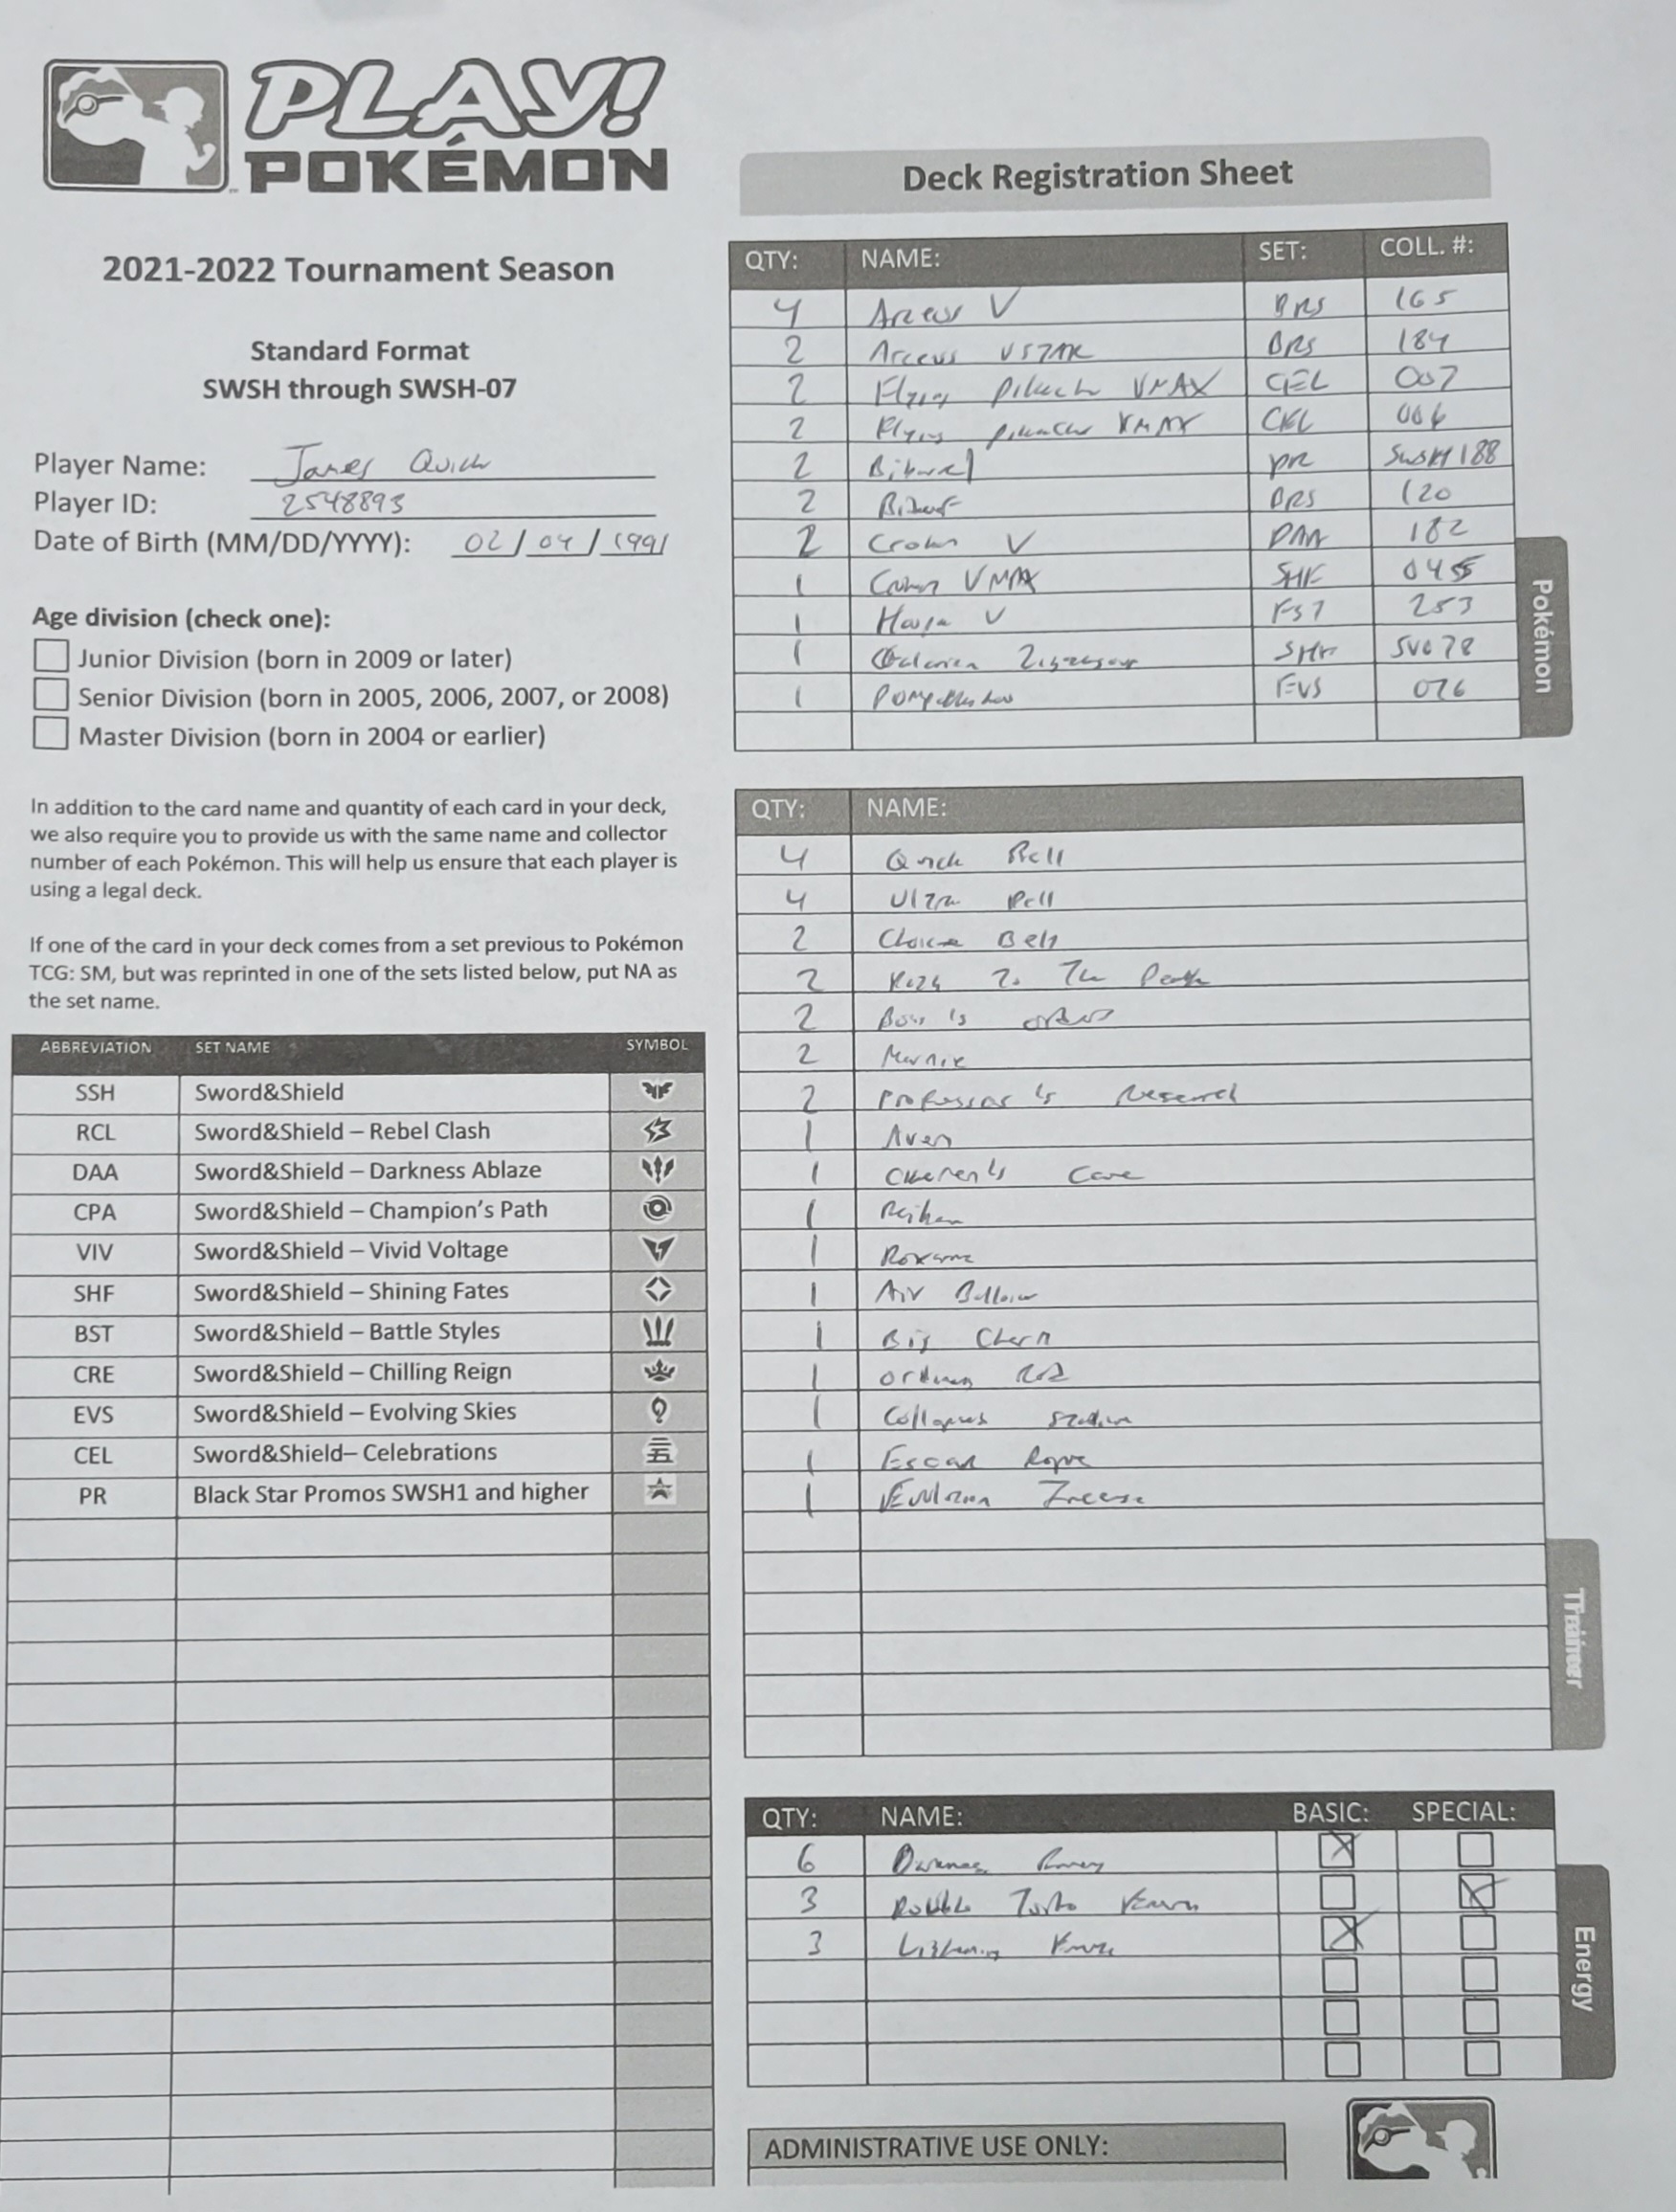 PLAY!
POKÉMON
Deck Registration Sheet
2021-2022 Tournament Season
Standard Format
SWSH through SWSH-07
Player Name: James Quick
Player ID: 2548893
Date of Birth (MM/DD/YYYY): 02/04/1991
Age division (check one):
Junior Division (born in 2009 or later)
Senior Division (born in 2005, 2006, 2007, or 2008)
Master Division (born in 2004 or earlier)
In addition to the card name and quantity of each card in your deck,
we also require you to provide us with the same name and collector
number of each Pokémon. This will help us ensure that each player is
using a legal deck.
If one of the card in your deck comes from a set previous to Pokémon
TCG: SM, but was reprinted in one of the sets listed below, put NA as
the set name.
ABBREVIATION SET NAME SYMBOL
SSH Sword&Shield
RCL Sword&Shield – Rebel Clash
DAA Sword&Shield – Darkness Ablaze
CPA Sword&Shield – Champion's Path
VIV Sword&Shield – Vivid Voltage
SHF Sword&Shield – Shining Fates
BST Sword&Shield – Battle Styles
CRE Sword&Shield – Chilling Reign
EVS Sword&Shield – Evolving Skies
CEL Sword&Shield– Celebrations
PR Black Star Promos SWSH1 and higher
QTY: NAME: SET: COLL. #:
4 Arceus V BRS 165
2 Arceus VSTAR BRS 184
2 Flying Pikachu VMAX CEL 007
2 Flying Pikachu CEL 006
2 Bibarel PR SWSH188
2 Bidoof BRS 120
2 V DAA 182
1 VMAX SHF 045
1 Hoopa V FST 253
1 Galarian Zigzagoon SHF SV078
1 EVS 076
Pokémon
QTY: NAME:
4 Quick Ball
4 Ultra Ball
2 Choice Belt
2 Path To The Peak
2 Boss's orders
2 Marnie
2 Professor's Research
1 Avery
1 Cheren's Care
1 Raihan
1 Roxanne
1 Air Balloon
1 Big Charm
1 Ordinary Rod
1 Collapsed Stadium
1 Escape Rope
1 Evolution Incense
Trainer
QTY: NAME: BASIC: SPECIAL:
6 Darkness Energy
3 Double Turbo Energy
3 Lightning Energy
Energy
ADMINISTRATIVE USE ONLY: